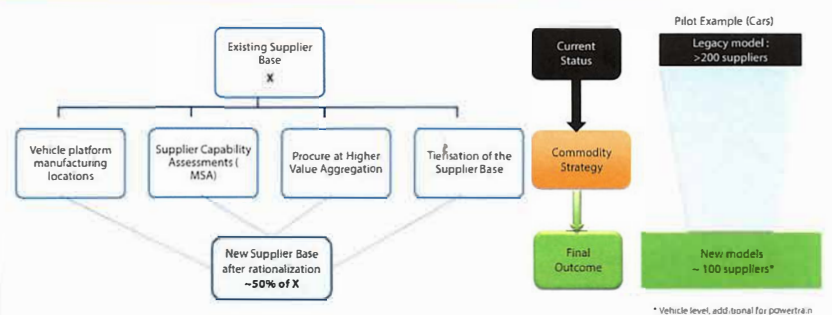 Pilot Example (Cars)
Existing Supplier
Base
X
Current
Status
Legacy model :
>200 suppliers
Vehicle platform
manufacturing
locations
Supplier Capability
Assessments (
MSA)
Procure at Higher
Value Aggregation
Tierisation of the
Supplier Base
Commodity
Strategy
New Supplier Base
after rationalization
~50% of X
Final
Outcome
New models
~ 100 suppliers*
* Vehicle level, additional for powertrain